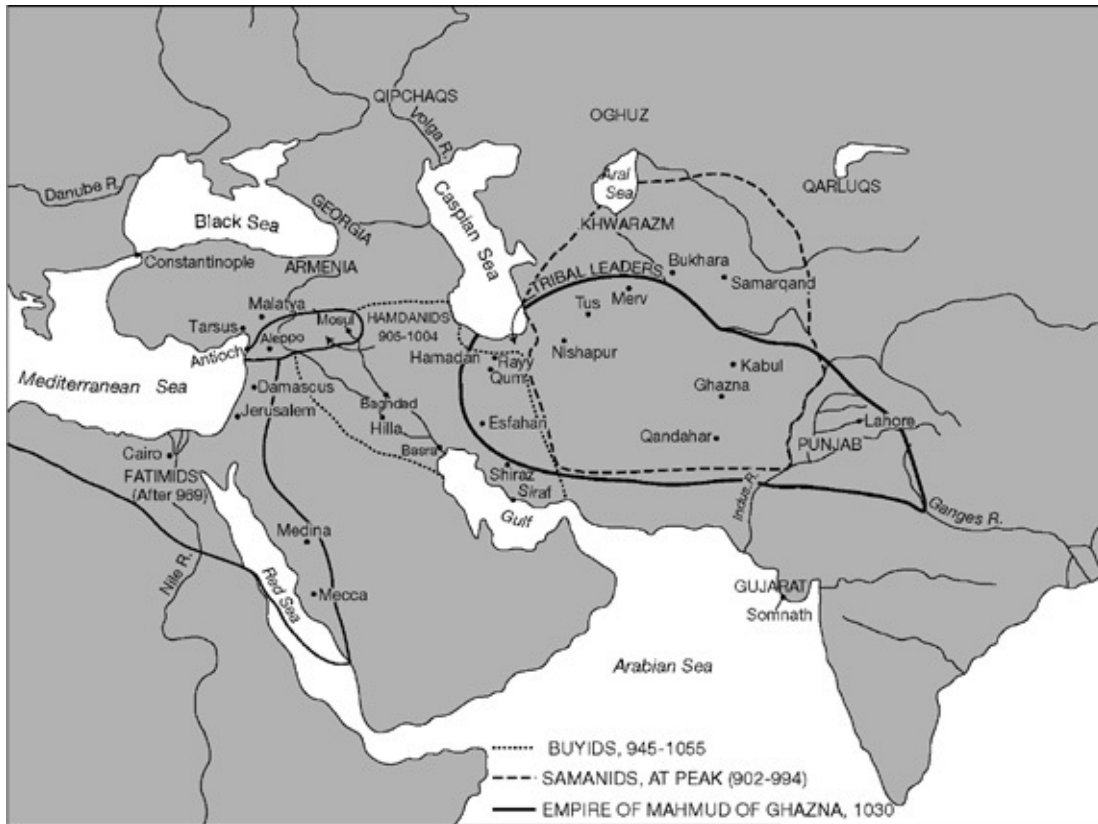 QIPCHAQS
Volga R.
OGHUZ
Aral
Sea
QARLUQS
Danube R.
Black Sea
GEORGIA
Caspian Sea
KHWARAZM
Constantinople
ARMENIA
TRIBAL LEADERS
Bukhara
Samarqand
Malatya
Tarsus
Antioch
Aleppo
Mosul
HAMDANIDS
905-1004
Tus
Merv
Hamadan
Rayy
Qum
Nishapur
Kabul
Ghazna
Mediterranean Sea
Damascus
Jerusalem
Baghdad
Hilla
Basra
Esfahan
Qandahar
Lahore
PUNJAB
Cairo
FATIMIDS
(After 969)
Shiraz
Siraf
Gulf
Indus R.
Ganges R.
Medina
Nile R.
Red Sea
Mecca
GUJARAT
Somnath
Arabian Sea
BUYIDS, 945-1055
SAMANIDS, AT PEAK (902-994)
EMPIRE OF MAHMUD OF GHAZNA, 1030